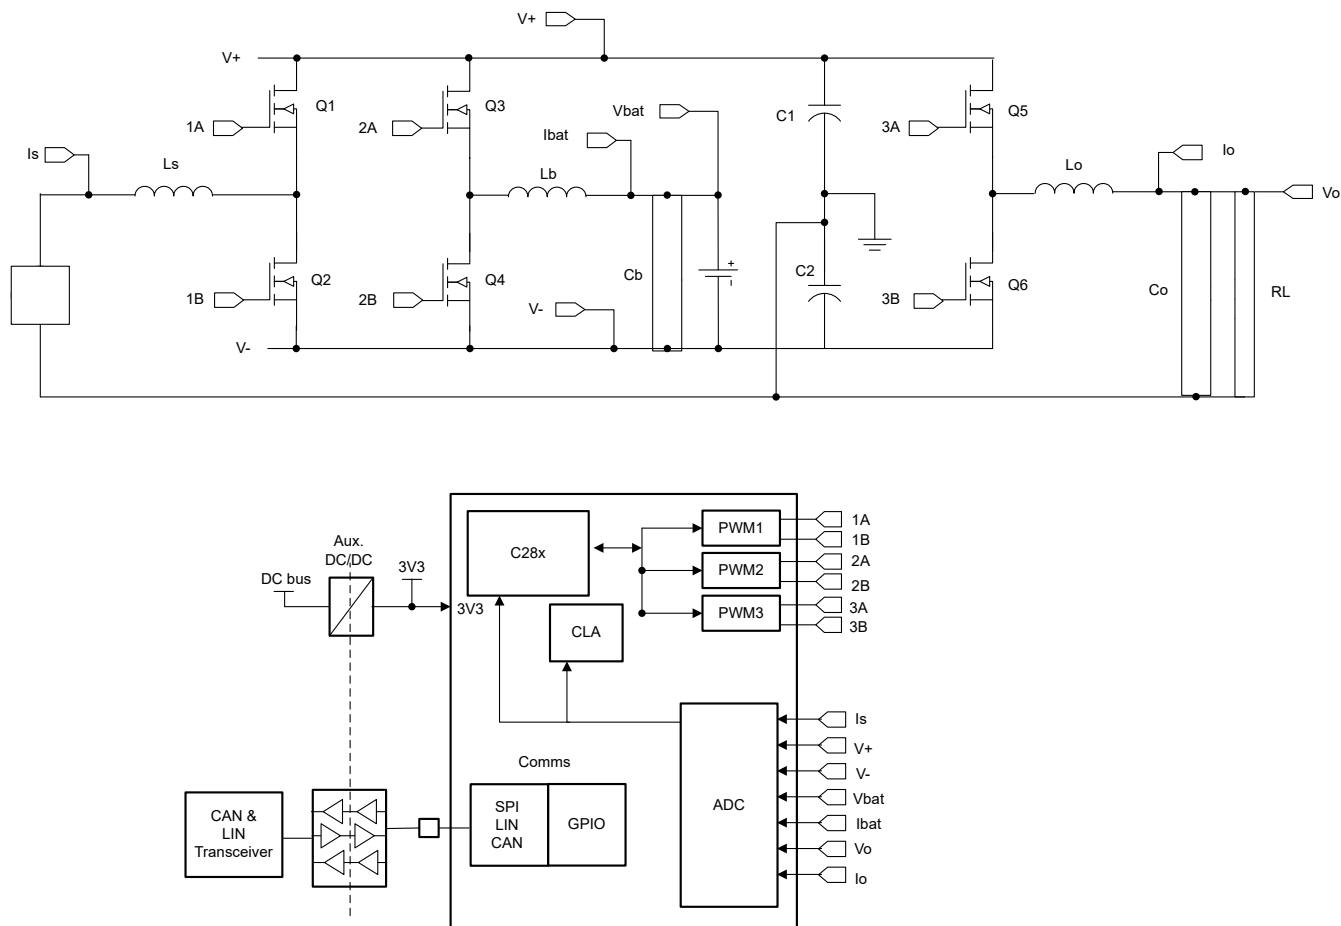 V+
V+
Q1
Q3
Vbat
C1
Q5
1A
2A
Ibat
3A
Is
Ls
Lb
Lo
Io
Vo
Q2
Q4
Cb
+
-
C2
Q6
Co
RL
1B
2B
V-
3B
V-
Aux.
DC/DC
DC bus
3V3
3V3
C28x
CLA
PWM1
PWM2
PWM3
1A
1B
2A
2B
3A
3B
Comms
SPI
LIN
CAN
GPIO
CAN &
LIN
Transceiver
ADC
Is
V+
V-
Vbat
Ibat
Vo
Io